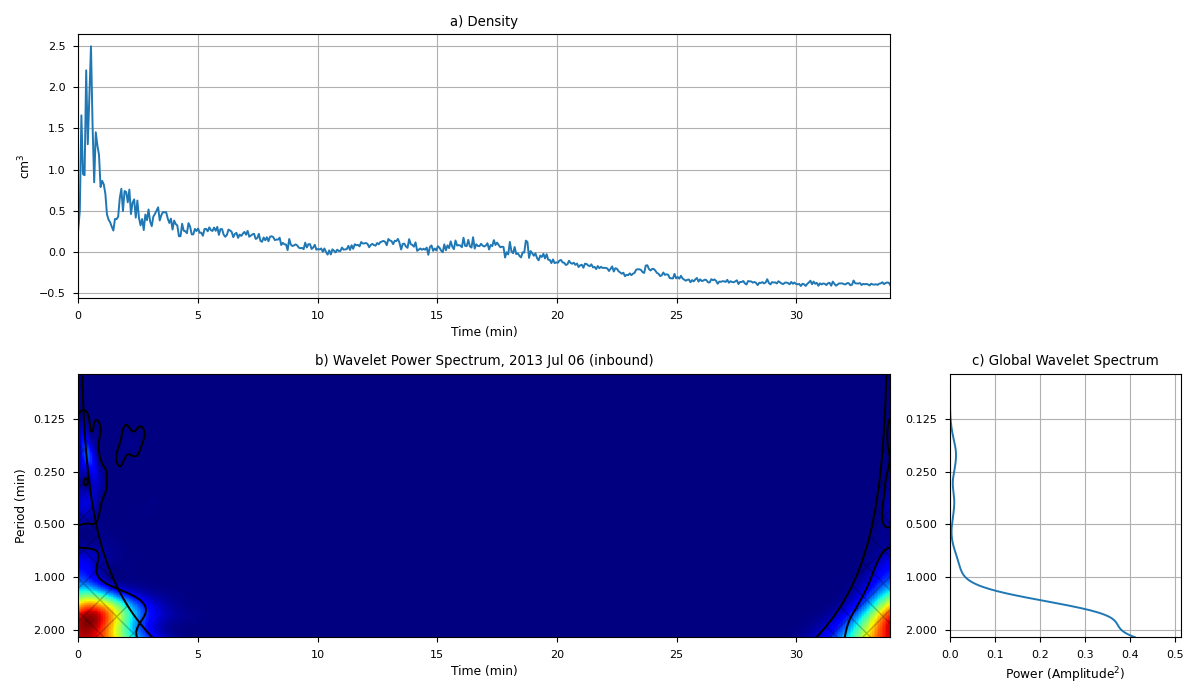 a) Density
2.5
2.0
1.5
1.0
0.5
0.0
−0.5
cm³
0 5 10 15 20 25 30
Time (min)
b) Wavelet Power Spectrum, 2013 Jul 06 (inbound)
0.125
0.250
0.500
1.000
2.000
Period (min)
0 5 10 15 20 25 30
Time (min)
c) Global Wavelet Spectrum
0.125
0.250
0.500
1.000
2.000
0.0 0.1 0.2 0.3 0.4 0.5
Power (Amplitude²)